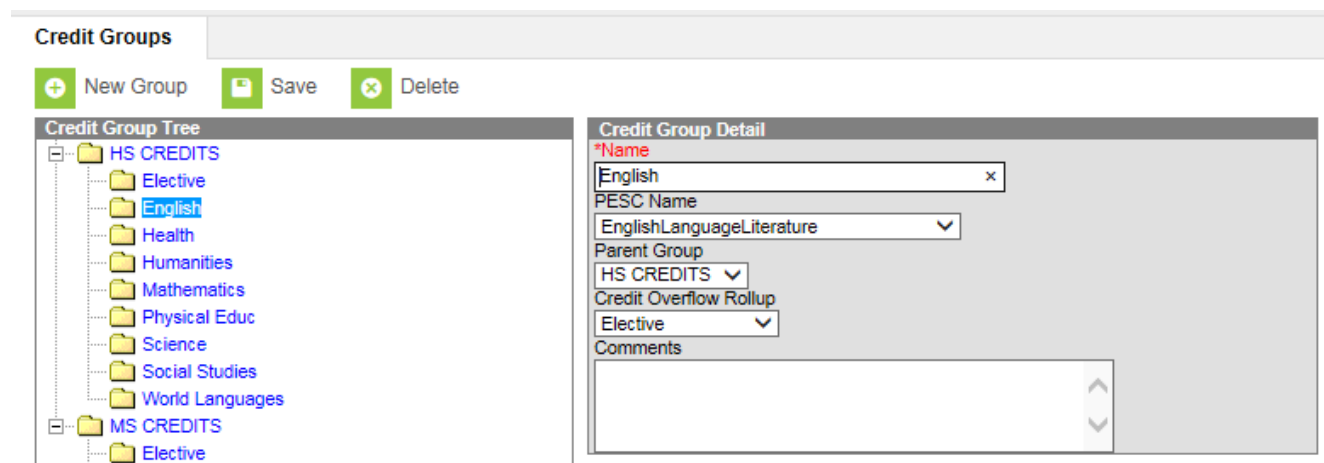 Credit Groups
New Group Save Delete
Credit Group Tree
HS CREDITS
Elective
English
Health
Humanities
Mathematics
Physical Educ
Science
Social Studies
World Languages
MS CREDITS
Elective
Credit Group Detail
*Name
English
PESC Name
EnglishLanguageLiterature
Parent Group
HS CREDITS
Credit Overflow Rollup
Elective
Comments